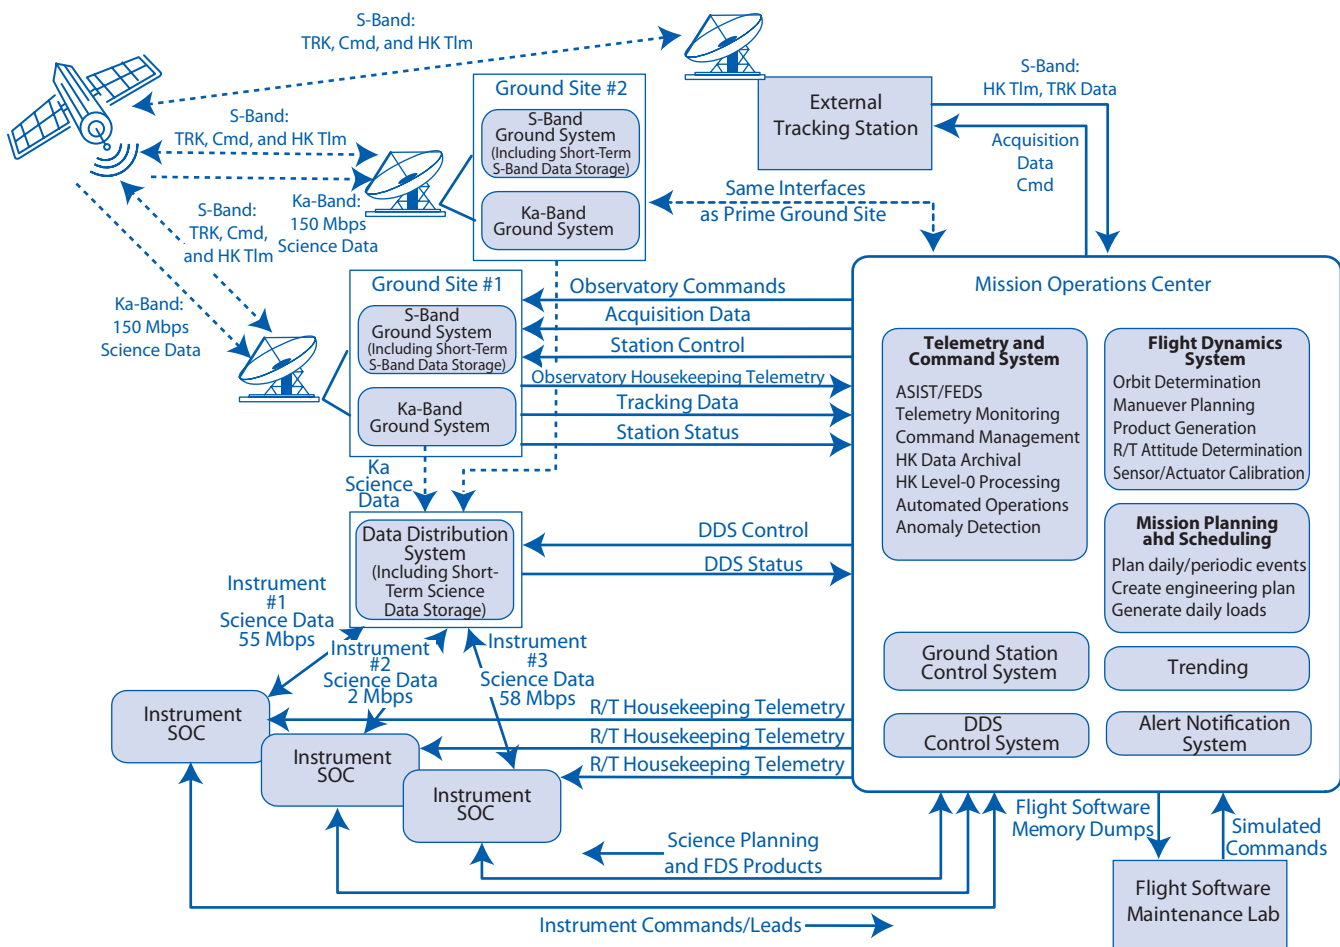 S-Band:
TRK, Cmd, and HK Tlm
S-Band:
TRK, Cmd, and HK Tlm
Ka-Band:
150 Mbps
Science Data
S-Band:
TRK, Cmd,
and HK Tlm
Ka-Band:
150 Mbps
Science Data
Ground Site #2
S-Band
Ground System
(Including Short-Term
S-Band Data Storage)
Ka-Band
Ground System
External
Tracking Station
S-Band:
HK Tlm, TRK Data
Acquisition
Data
Cmd
Same Interfaces
as Prime Ground Site
Ground Site #1
S-Band
Ground System
(Including Short-Term
S-Band Data Storage)
Ka-Band
Ground System
Observatory Commands
Acquisition Data
Station Control
Observatory Housekeeping Telemetry
Tracking Data
Station Status
Ka
Science
Data
Data Distribution
System
(Including Short-
Term Science
Data Storage)
DDS Control
DDS Status
Mission Operations Center
Telemetry and
Command System
ASIST/FEDS
Telemetry Monitoring
Command Management
HK Data Archival
HK Level-0 Processing
Automated Operations
Anomaly Detection
Flight Dynamics
System
Orbit Determination
Manuever Planning
Product Generation
R/T Attitude Determination
Sensor/Actuator Calibration
Mission Planning
and Scheduling
Plan daily/periodic events
Create engineering plan
Generate daily loads
Ground Station
Control System
Trending
DDS
Control System
Alert Notification
System
Instrument
#1
Science Data
55 Mbps
Instrument
#2
Science Data
2 Mbps
Instrument
#3
Science Data
58 Mbps
Instrument
SOC
Instrument
SOC
Instrument
SOC
R/T Housekeeping Telemetry
R/T Housekeeping Telemetry
R/T Housekeeping Telemetry
Science Planning
and FDS Products
Instrument Commands/Leads
Flight Software
Memory Dumps
Simulated
Commands
Flight Software
Maintenance Lab